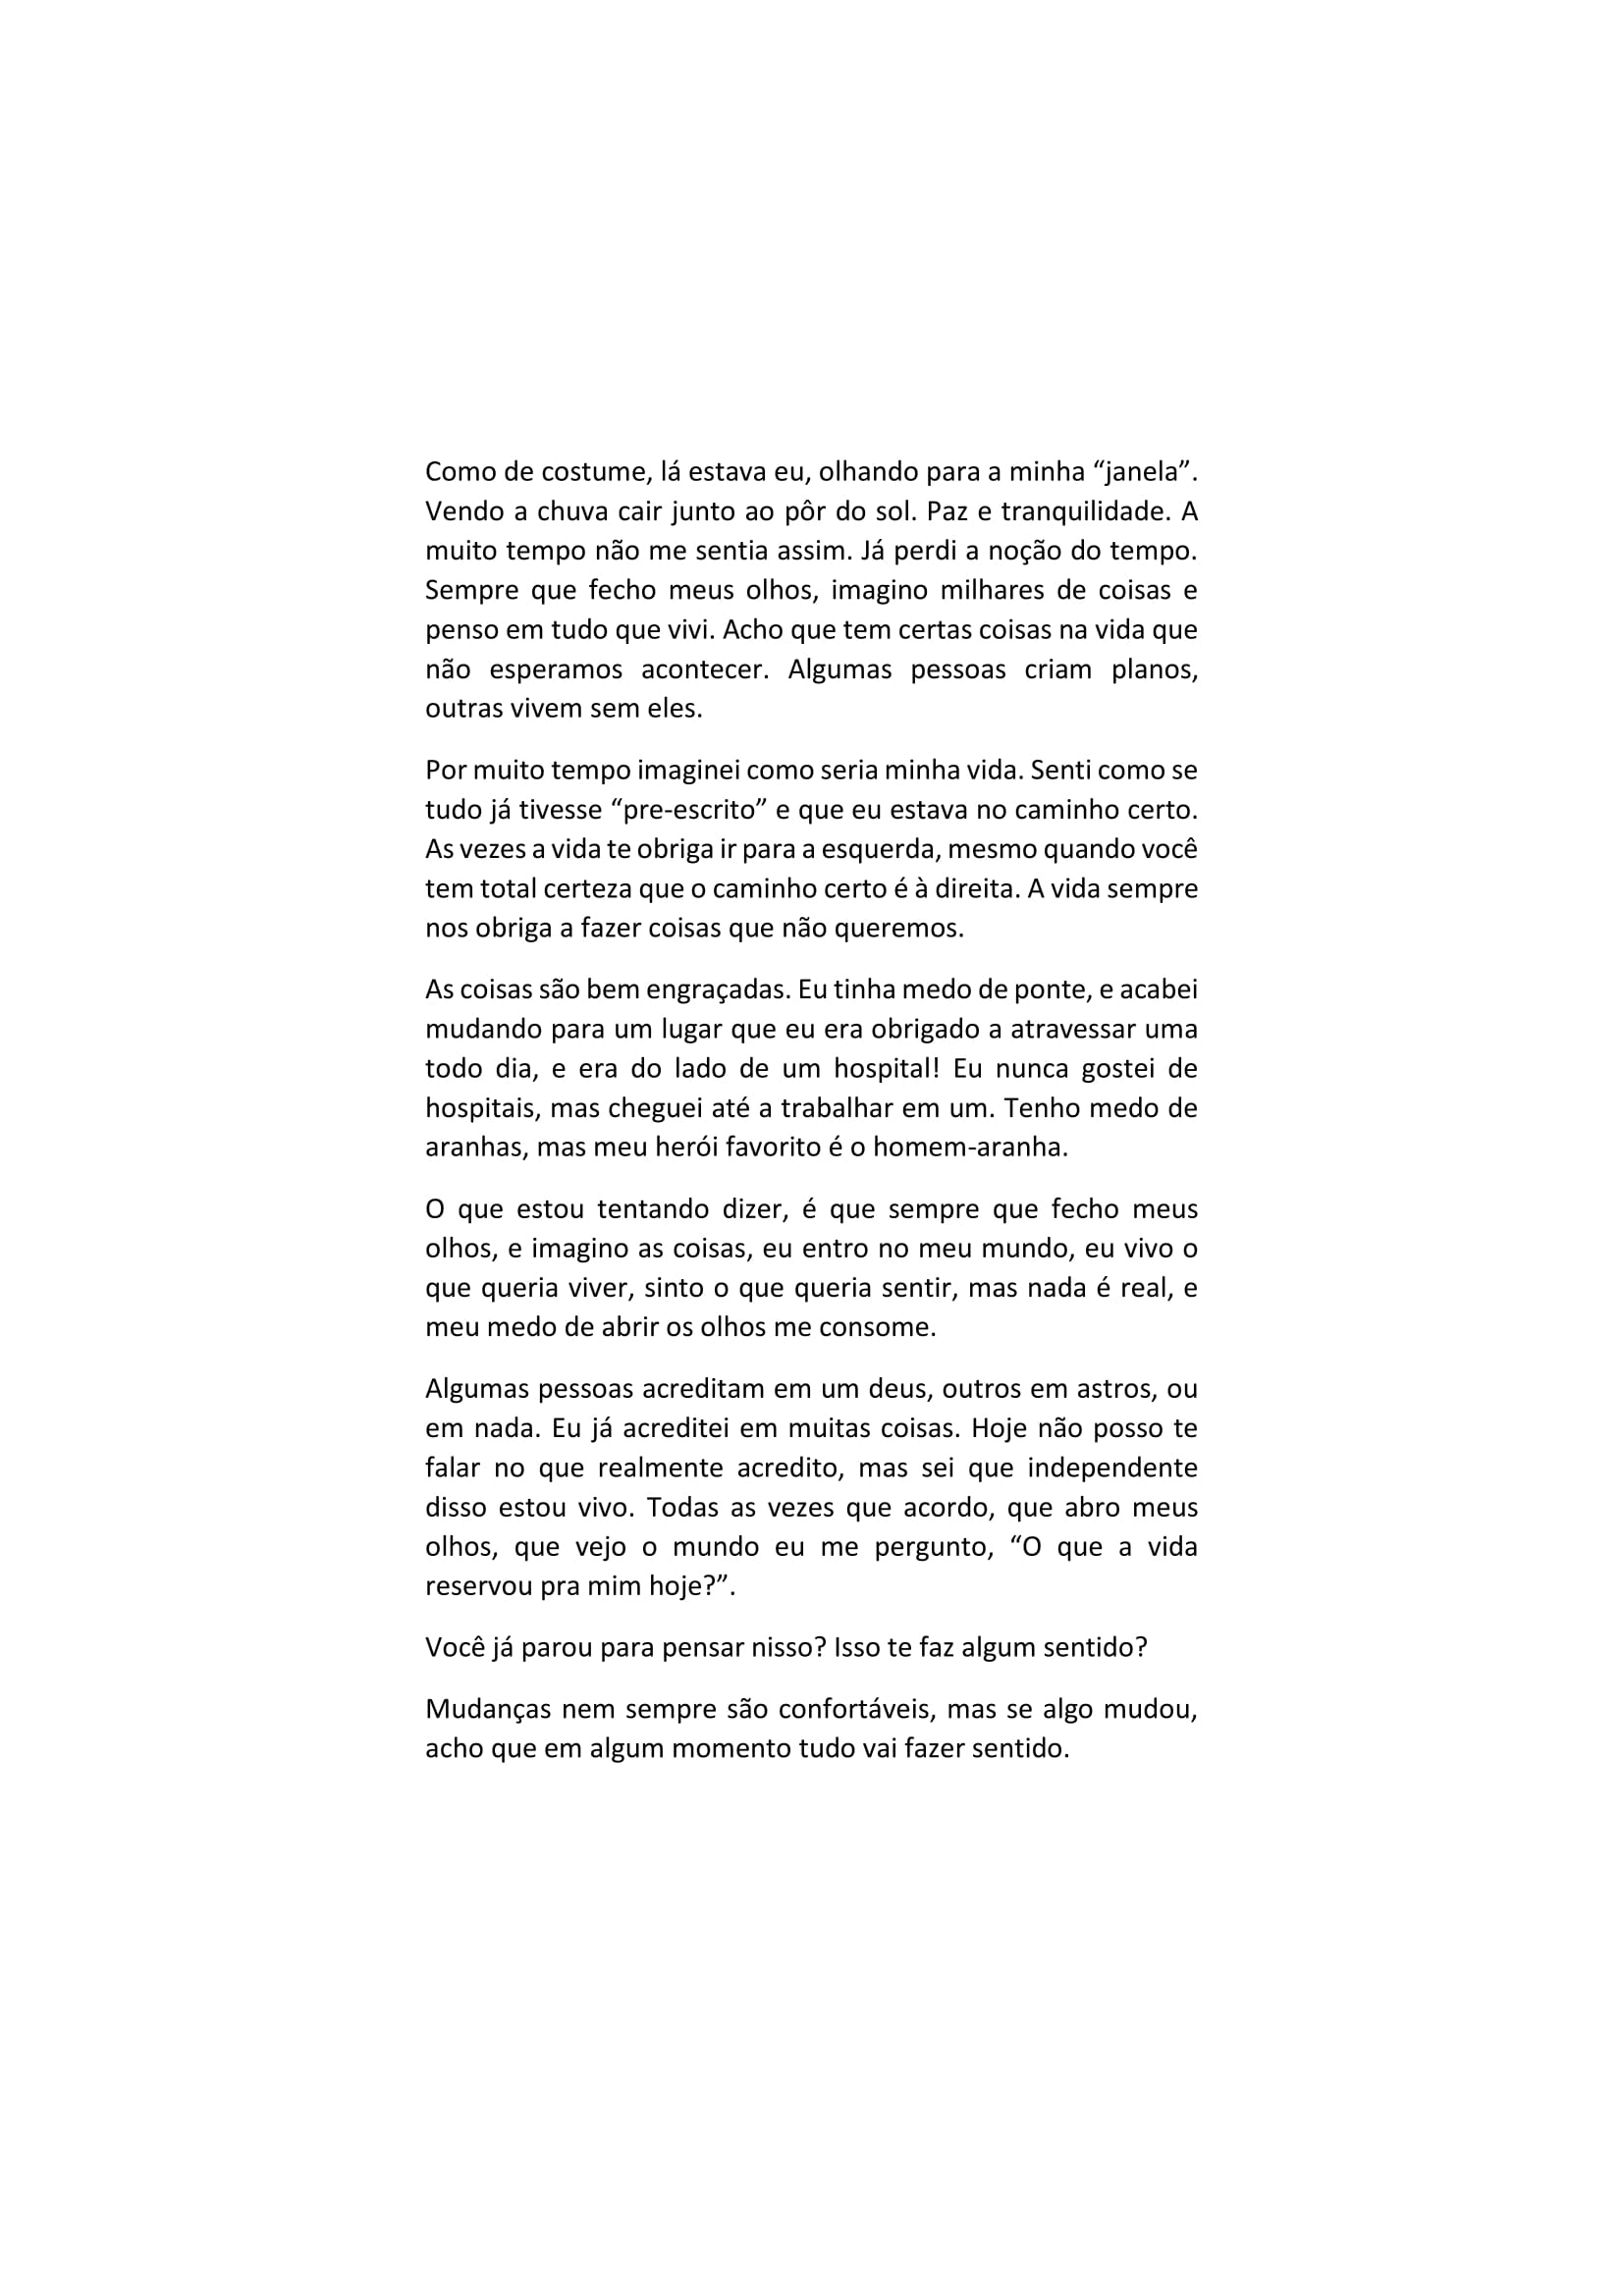 Como de costume, lá estava eu, olhando para a minha “janela”.
Vendo a chuva cair junto ao pôr do sol. Paz e tranquilidade. A
muito tempo não me sentia assim. Já perdi a noção do tempo.
Sempre que fecho meus olhos, imagino milhares de coisas e
penso em tudo que vivi. Acho que tem certas coisas na vida que
não esperamos acontecer. Algumas pessoas criam planos,
outras vivem sem eles.
Por muito tempo imaginei como seria minha vida. Senti como se
tudo já tivesse “pre-escrito” e que eu estava no caminho certo.
As vezes a vida te obriga ir para a esquerda, mesmo quando você
tem total certeza que o caminho certo é à direita. A vida sempre
nos obriga a fazer coisas que não queremos.
As coisas são bem engraçadas. Eu tinha medo de ponte, e acabei
mudando para um lugar que eu era obrigado a atravessar uma
todo dia, e era do lado de um hospital! Eu nunca gostei de
hospitais, mas cheguei até a trabalhar em um. Tenho medo de
aranhas, mas meu herói favorito é o homem-aranha.
O que estou tentando dizer, é que sempre que fecho meus
olhos, e imagino as coisas, eu entro no meu mundo, eu vivo o
que queria viver, sinto o que queria sentir, mas nada é real, e
meu medo de abrir os olhos me consome.
Algumas pessoas acreditam em um deus, outros em astros, ou
em nada. Eu já acreditei em muitas coisas. Hoje não posso te
falar no que realmente acredito, mas sei que independente
disso estou vivo. Todas as vezes que acordo, que abro meus
olhos, que vejo o mundo eu me pergunto, “O que a vida
reservou pra mim hoje?”.
Você já parou para pensar nisso? Isso te faz algum sentido?
Mudanças nem sempre são confortáveis, mas se algo mudou,
acho que em algum momento tudo vai fazer sentido.